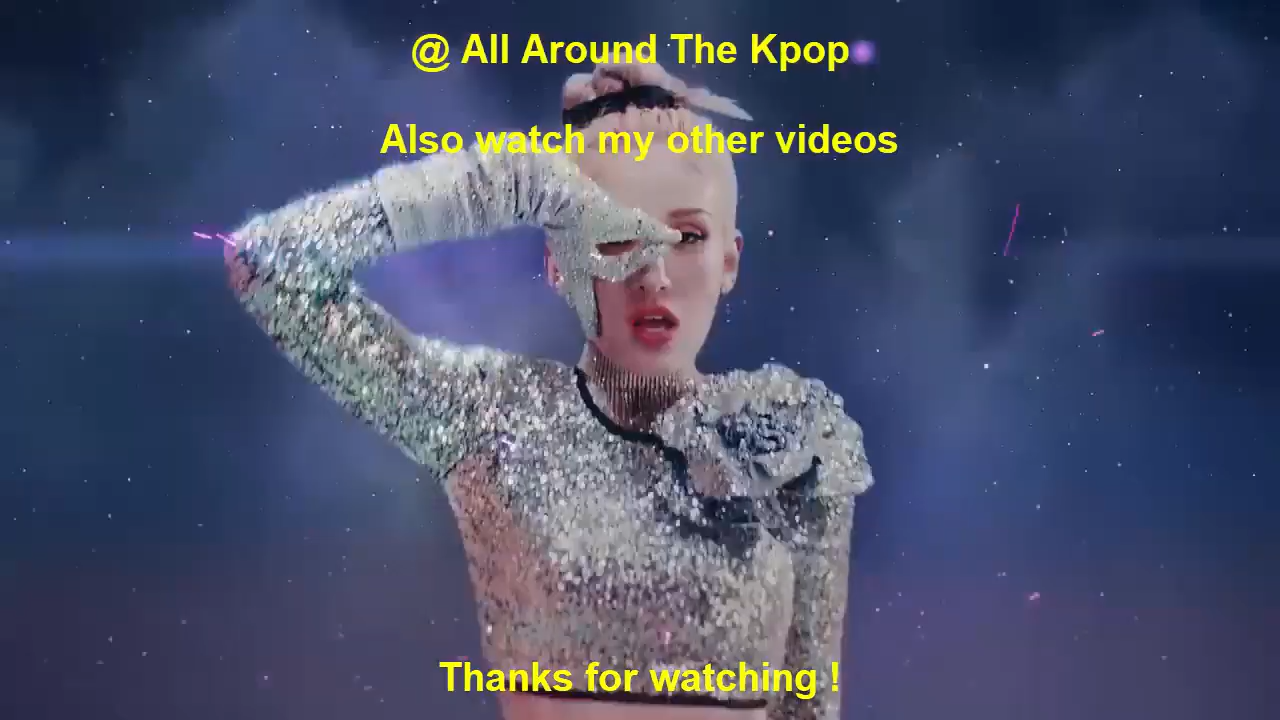 @ All Around The Kpop
Also watch my other videos
Thanks for watching !